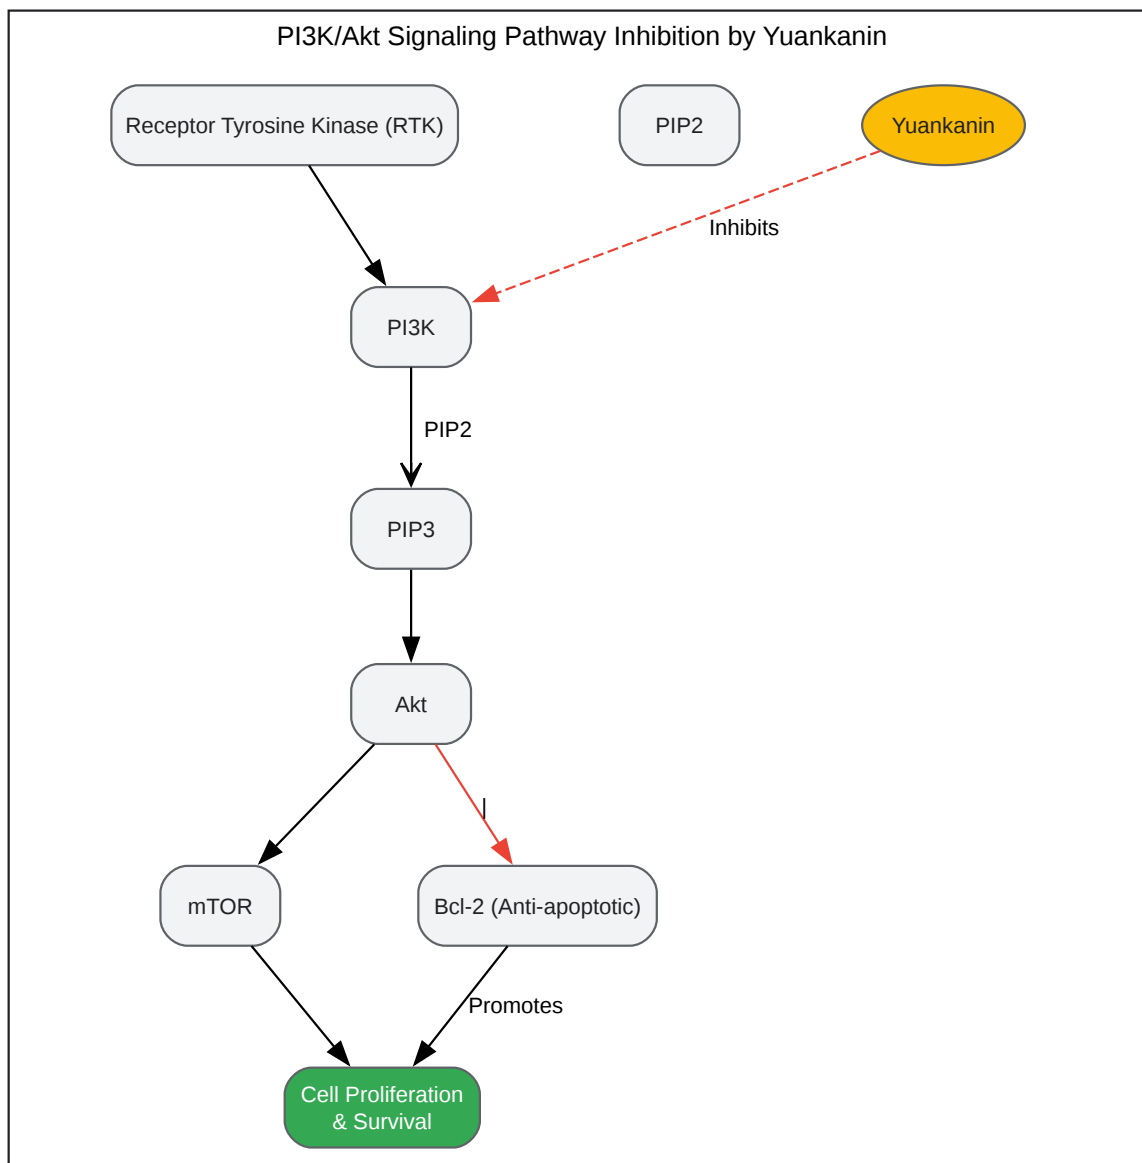 PI3K/Akt Signaling Pathway Inhibition by Yuankanin
Receptor Tyrosine Kinase (RTK)
PIP2
Yuankanin
Inhibits
PI3K
PIP2
PIP3
Akt
|
mTOR
Bcl-2 (Anti-apoptotic)
Promotes
Cell Proliferation
& Survival